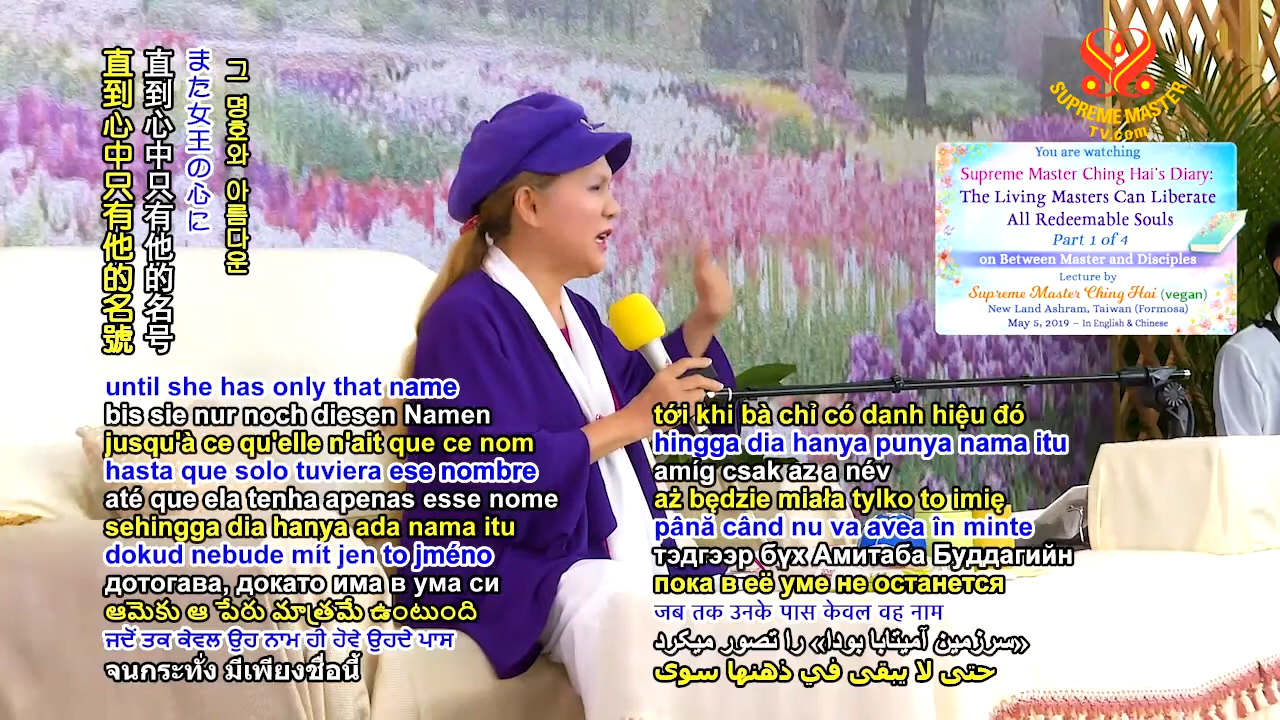 直到心中只有他的名號
直到心中只有他的名号
また女王の心に
그 명호와 아름다운
SUPREME MASTER
TV.com
You are watching
Supreme Master Ching Hai's Diary:
The Living Masters Can Liberate
All Redeemable Souls
Part 1 of 4
on Between Master and Disciples
Lecture by
Supreme Master Ching Hai (vegan)
New Land Ashram, Taiwan (Formosa)
May 5, 2019 – In English & Chinese
until she has only that name
bis sie nur noch diesen Namen
jusqu'à ce qu'elle n'ait que ce nom
hasta que solo tuviera ese nombre
até que ela tenha apenas esse nome
sehingga dia hanya ada nama itu
dokud nebude mít jen to jméno
дотогава, докато има в ума си
ఆమెకు ఆ పేరు మాత్రమే ఉంటుంది
ਜਦੋਂ ਤਕ ਕੇਵਲ ਉਹ ਨਾਮ ਹੀ ਹੋਵੇ ਉਹਦੇ ਪਾਸ
จนกระทั่ง มีเพียงชื่อนี้
tới khi bà chỉ có danh hiệu đó
hingga dia hanya punya nama itu
amíg csak az a név
aż będzie miała tylko to imię,
până când nu va avea în minte
тэдгээр бүх Амитаба Буддагийн
пока в её уме не останется
जब तक उनके पास केवल वह नाम
«سرزمین آمیتابا بودا» را تصور میکرد
حتى لا يبقى في ذهنها سوى